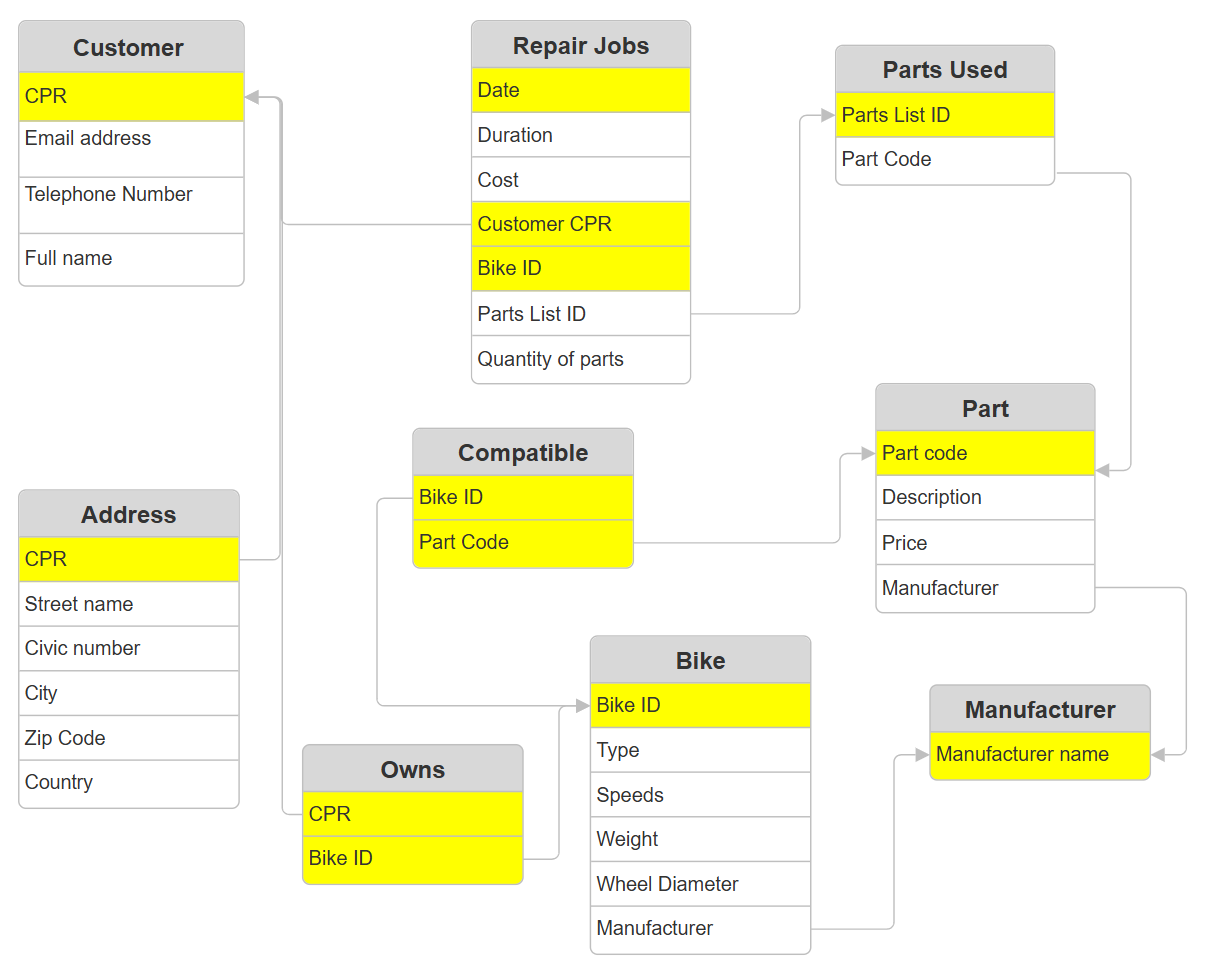 Customer
CPR
Email address
Telephone Number
Full name
Repair Jobs
Date
Duration
Cost
Customer CPR
Bike ID
Parts List ID
Quantity of parts
Parts Used
Parts List ID
Part Code
Part
Part code
Description
Price
Manufacturer
Compatible
Bike ID
Part Code
Address
CPR
Street name
Civic number
City
Zip Code
Country
Owns
CPR
Bike ID
Bike
Bike ID
Type
Speeds
Weight
Wheel Diameter
Manufacturer
Manufacturer
Manufacturer name